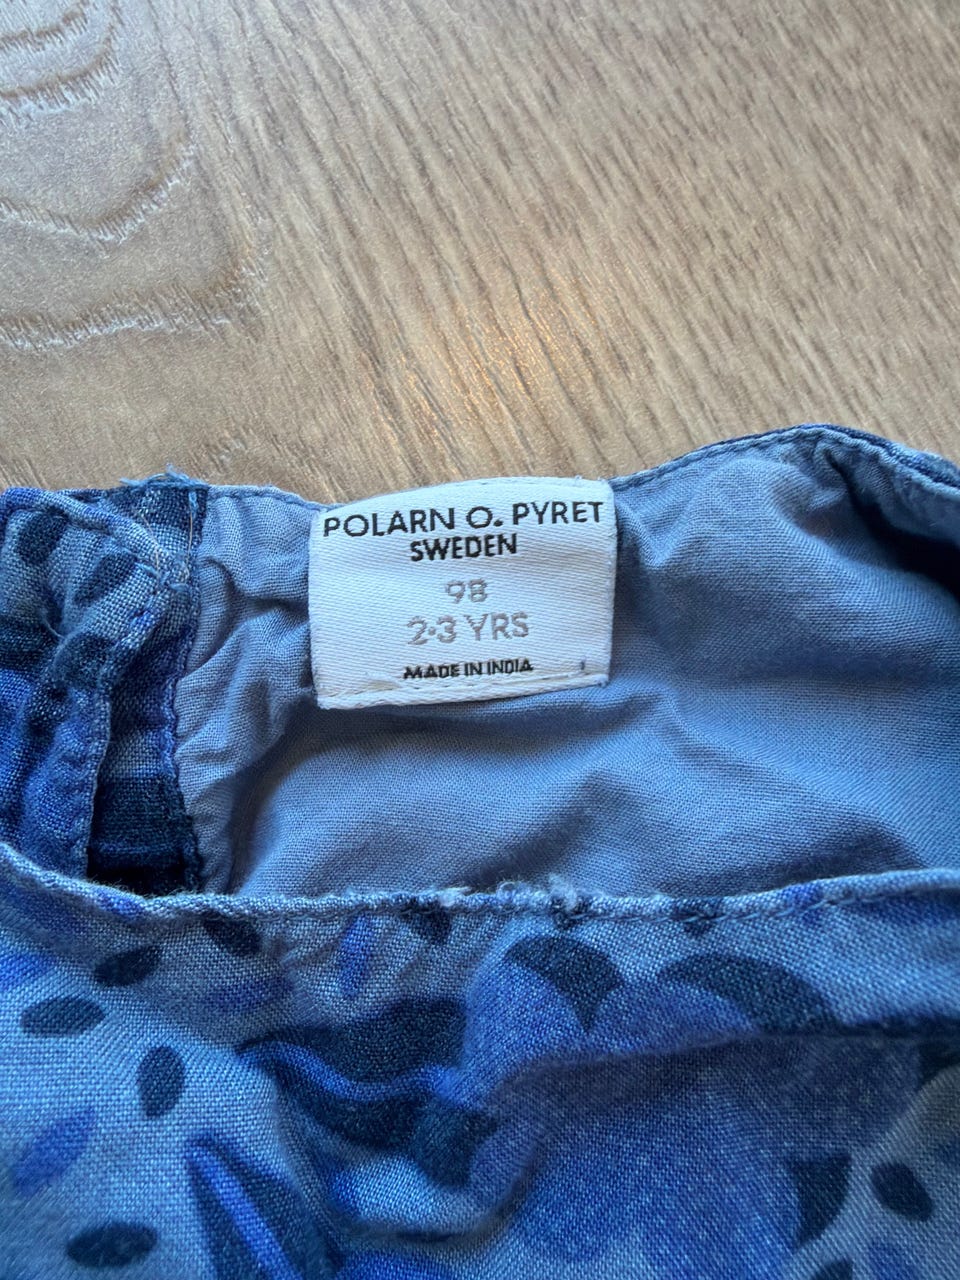 POLARN O. PYRET
SWEDEN
98
2-3 YRS
MADE IN INDIA